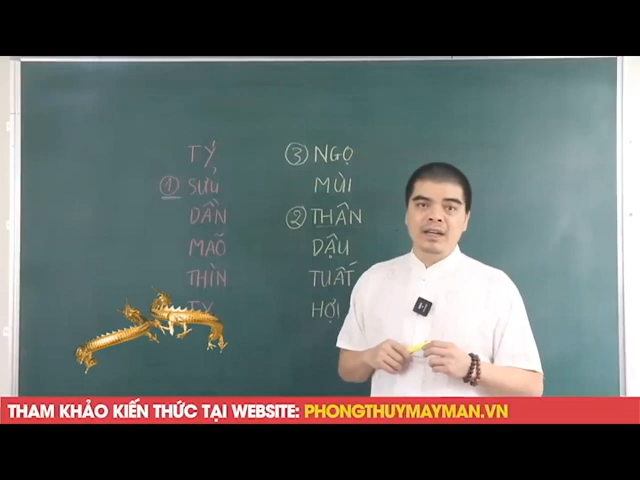 TÝ
① SỬU
DẦN
MÃO
THÌN
TỴ
③ NGỌ
MÙI
② THÂN
DẬU
TUẤT
HỢI
THAM KHẢO KIẾN THỨC TẠI WEBSITE: PHONGTHUYMAYMAN.VN